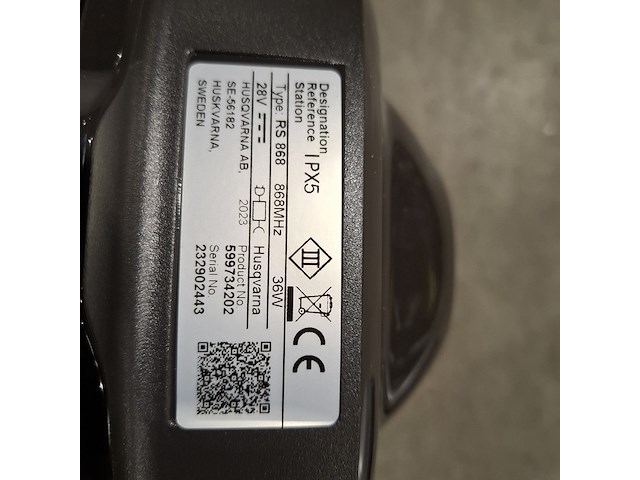 Designation
Reference
Station
IPX5
III
CE
Type: RS 868 868MHz 36W
28V Husqvarna
HUSQVARNA AB,
SE-56182
HUSKVARNA,
SWEDEN
2023
Product No
599734202
Serial No
232902443